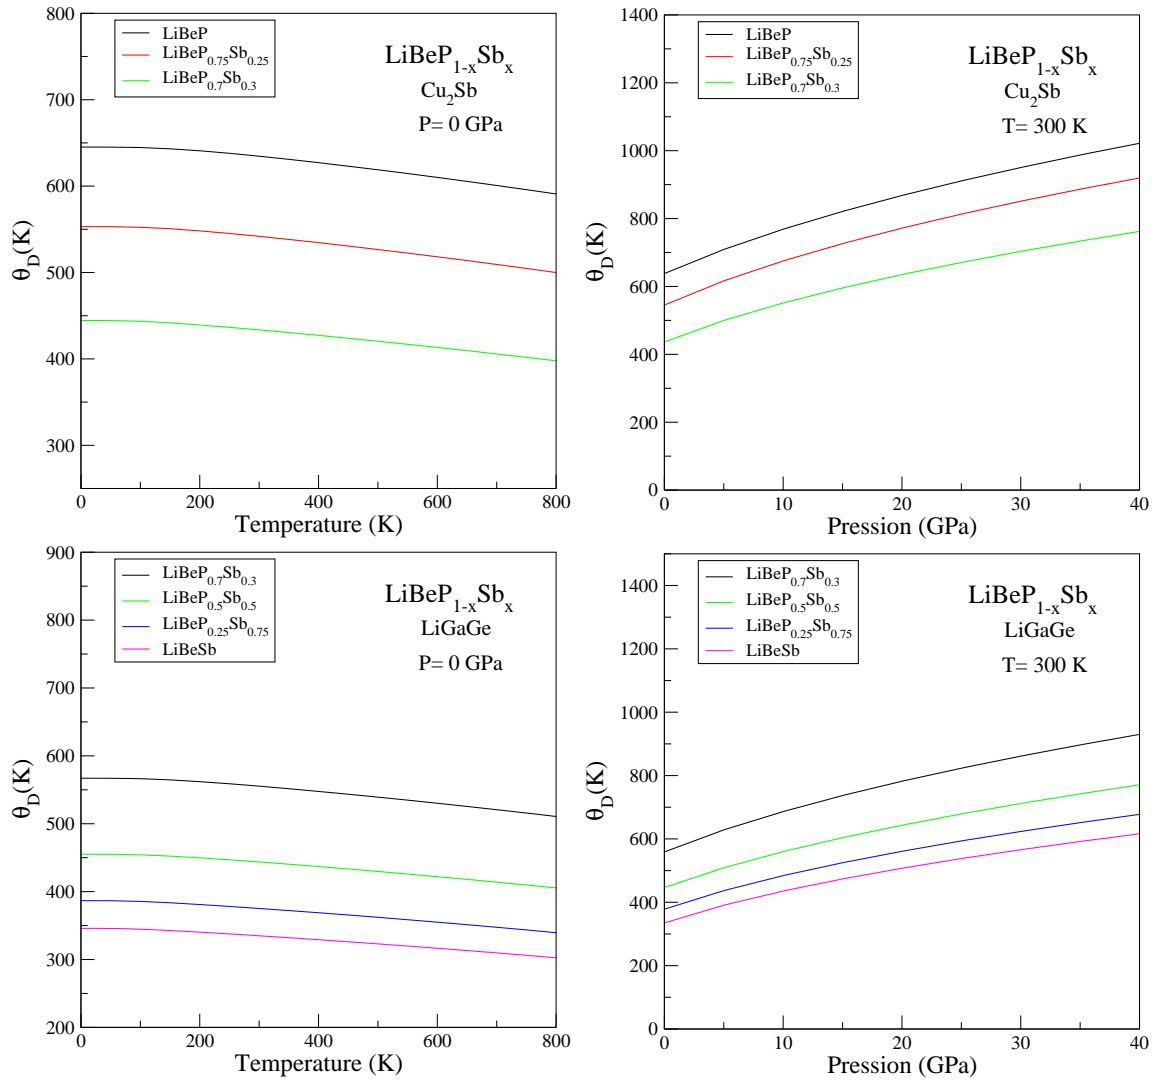 800
700
600
500
400
300
θD(K)
0
200
400
600
800
Temperature (K)
LiBeP
LiBeP0.75Sb0.25
LiBeP0.7Sb0.3
LiBeP1-xSbx
Cu2Sb
P= 0 GPa
1400
1200
1000
800
600
400
200
0
θD(K)
0
10
20
30
40
Pression (GPa)
LiBeP
LiBeP0.75Sb0.25
LiBeP0.7Sb0.3
LiBeP1-xSbx
Cu2Sb
T= 300 K
900
800
700
600
500
400
300
200
θD(K)
0
200
400
600
800
Temperature (K)
LiBeP0.7Sb0.3
LiBeP0.5Sb0.5
LiBeP0.25Sb0.75
LiBeSb
LiBeP1-xSbx
LiGaGe
P= 0 GPa
1400
1200
1000
800
600
400
200
0
θD(K)
0
10
20
30
40
Pression (GPa)
LiBeP0.7Sb0.3
LiBeP0.5Sb0.5
LiBeP0.25Sb0.75
LiBeSb
LiBeP1-xSbx
LiGaGe
T= 300 K